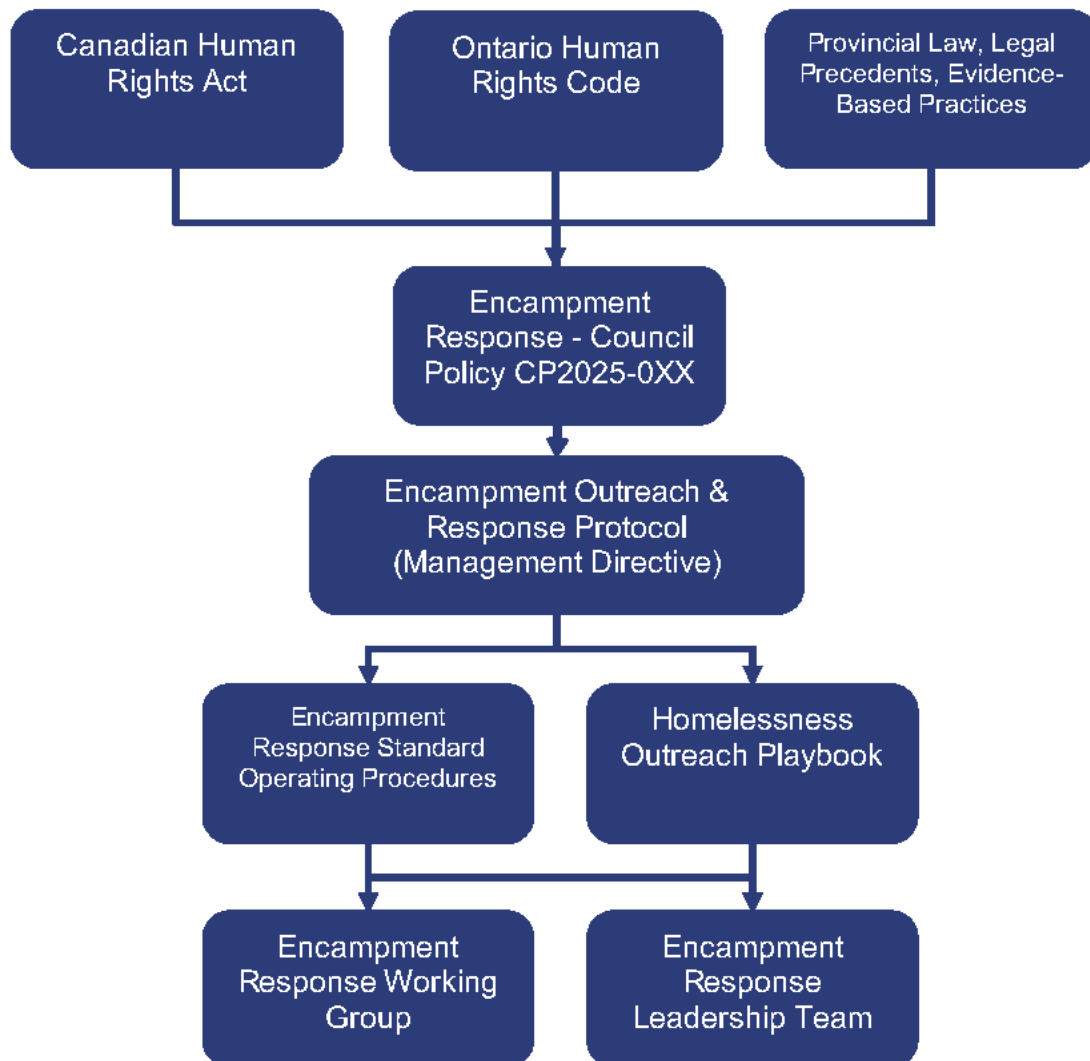 Canadian Human
Rights Act
Ontario Human
Rights Code
Provincial Law, Legal
Precedents, Evidence-
Based Practices
Encampment
Response - Council
Policy CP2025-0XX
Encampment Outreach &
Response Protocol
(Management Directive)
Encampment
Response Standard
Operating Procedures
Homelessness
Outreach Playbook
Encampment
Response Working
Group
Encampment
Response
Leadership Team